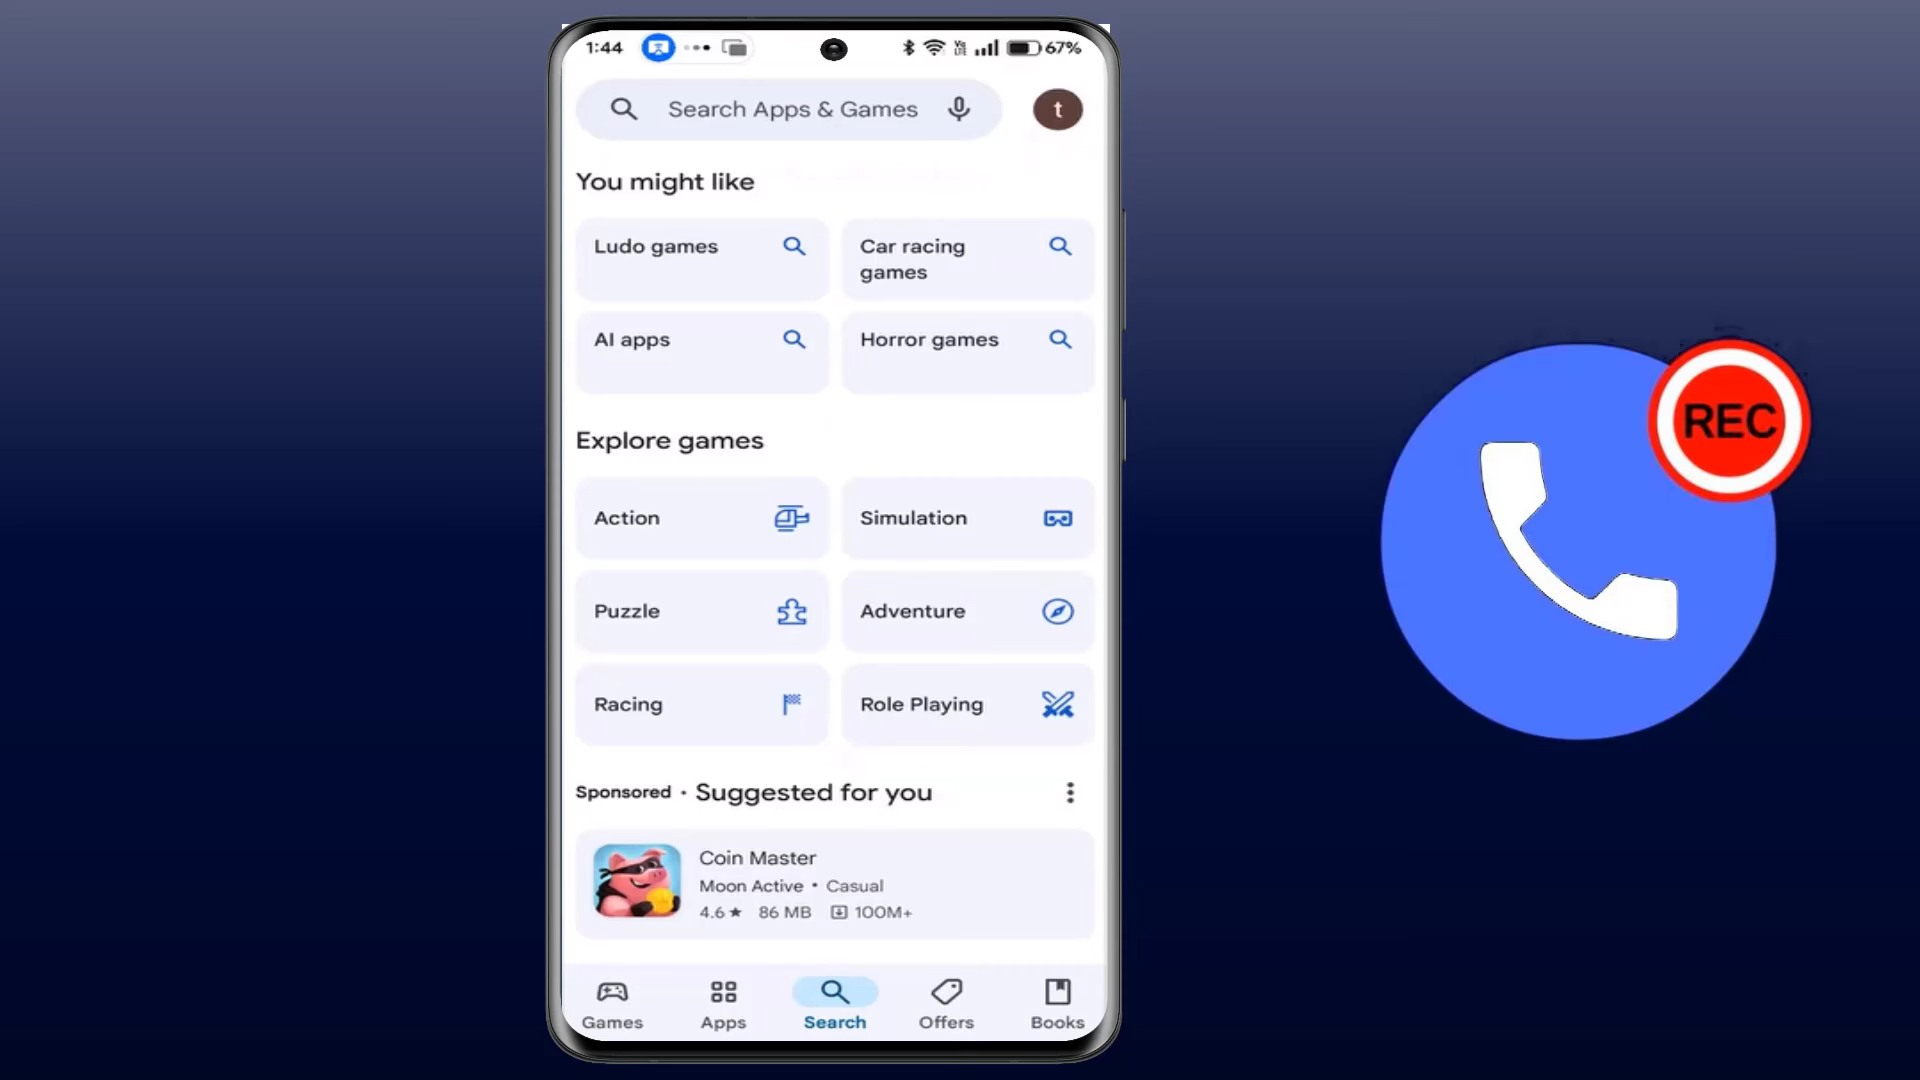 1:44
Vo LTE
67%
Search Apps & Games
t
You might like
Ludo games
Car racing
games
AI apps
Horror games
Explore games
Action
Simulation
Puzzle
Adventure
Racing
Role Playing
Sponsored • Suggested for you
Coin Master
Moon Active • Casual
4.6★ 86 MB 100M+
Games
Apps
Search
Offers
Books
REC